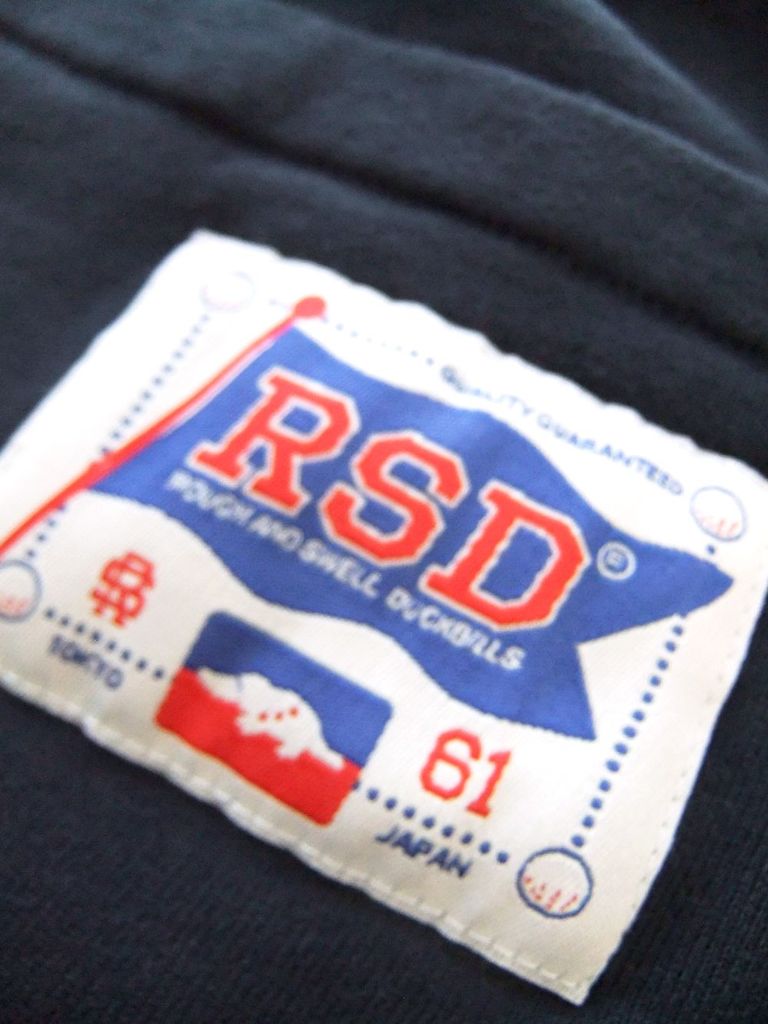 QUALITY GUARANTEED
RSD®
ROUGH AND SWELL DUCKBILLS
TOKYO
61
JAPAN